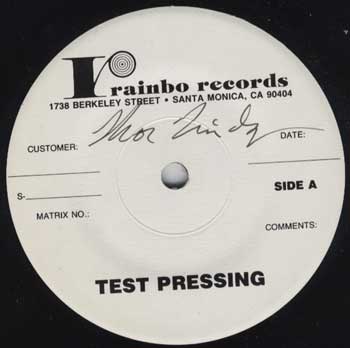 r rainbo records
1738 BERKELEY STREET • SANTA MONICA, CA 90404
CUSTOMER: DATE:
S-
SIDE A
MATRIX NO.:
COMMENTS:
TEST PRESSING